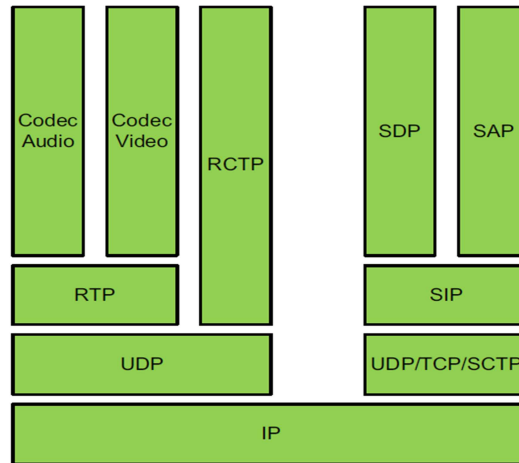 Codec
Audio
Codec
Video
RCTP
SDP
SAP
RTP
SIP
UDP
UDP/TCP/SCTP
IP